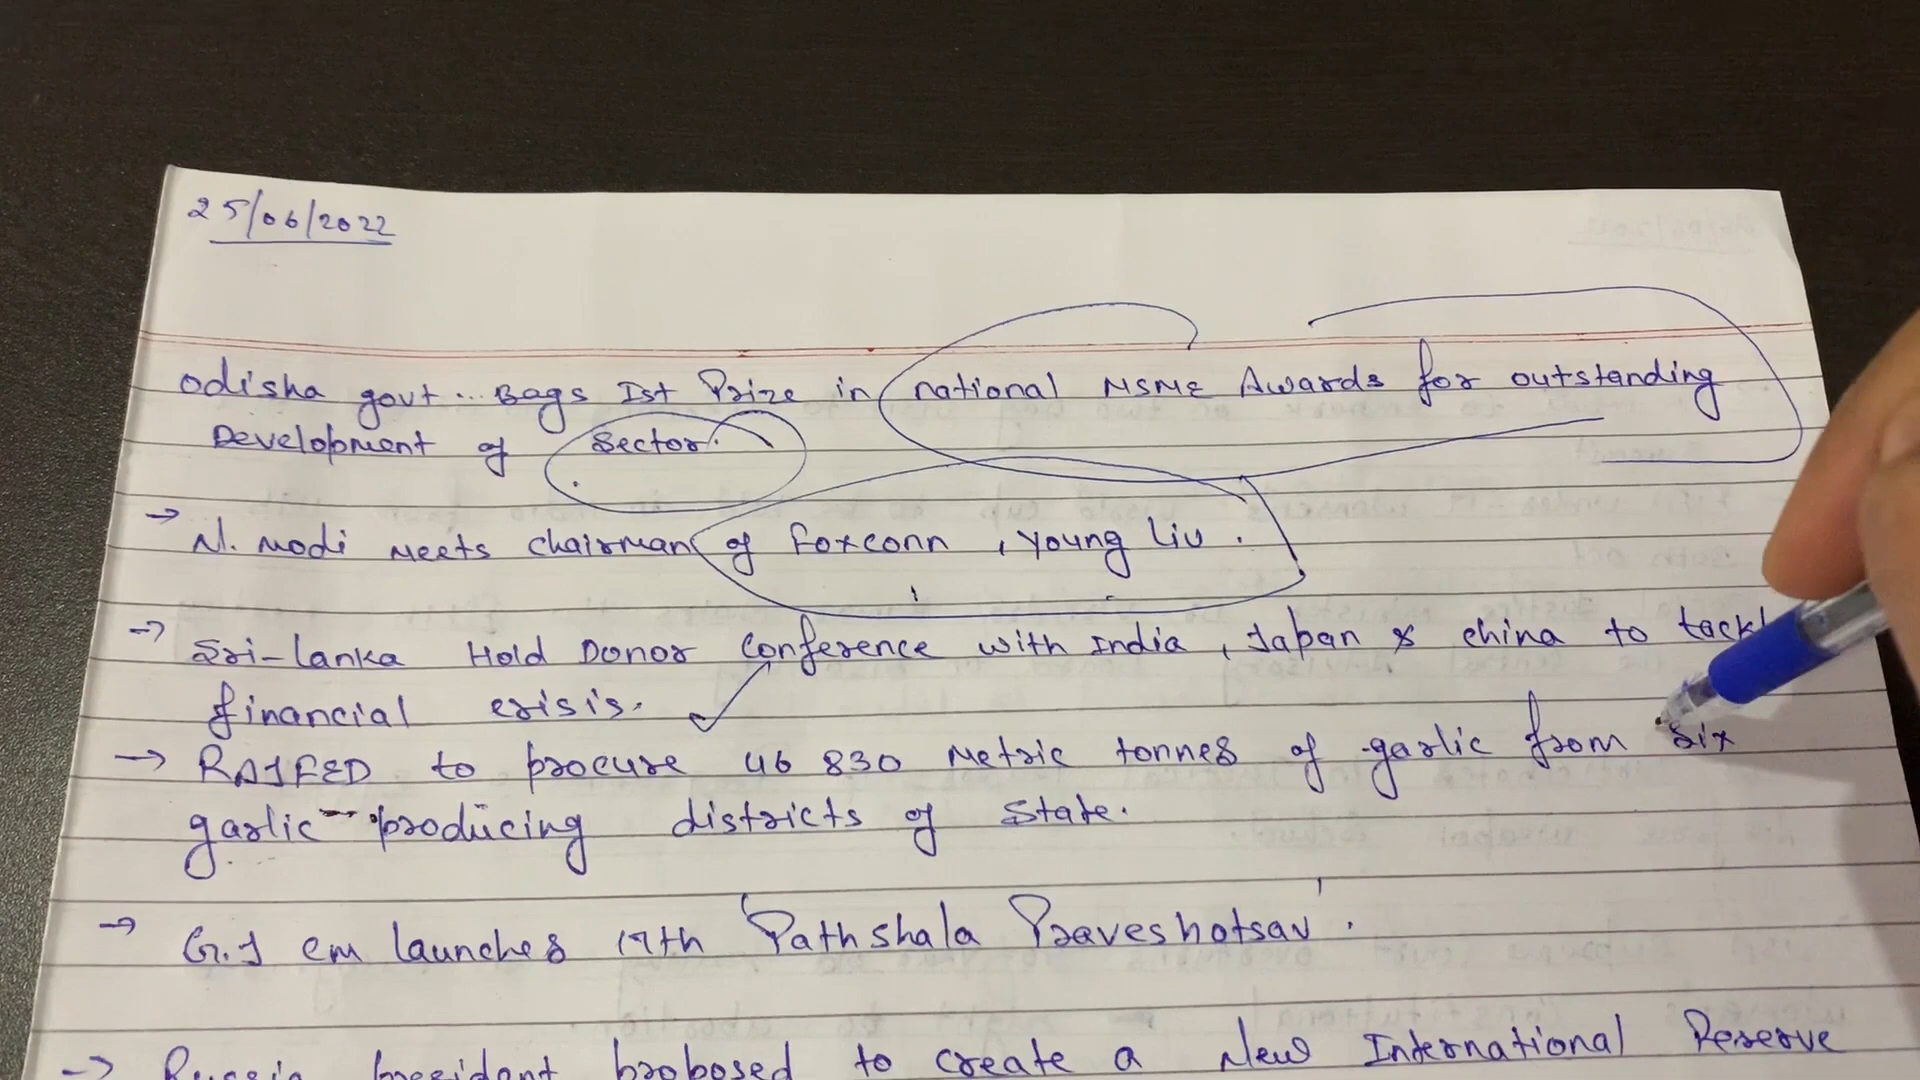 25/06/2022
Odisha govt.. Bags Ist Prize in national MSME Awards for outstanding
Development of Sector.
→ N. Modi meets chairman of Foxconn, Young Liu.
→ Sri-lanka Hold Donor Conference with India, Japan & china to tackl
financial crisis.
→ RAJFED to procure 46 830 Metric tonnes of garlic from six
garlic-producing districts of State.
→ G.J cm launches 17th 'Pathshala Praveshotsav'.
→ Russia president proposed to create a New International Reserve